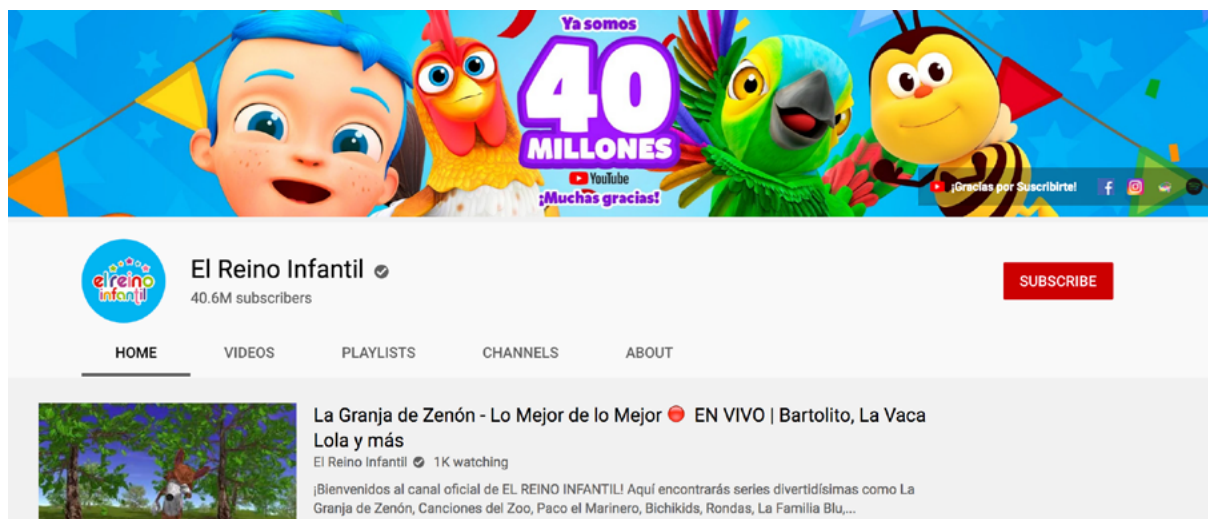 Ya somos
40
MILLONES
YouTube
¡Muchas gracias!
¡Gracias por Suscribirte!
el reino
infantil
El Reino Infantil
40.6M subscribers
SUBSCRIBE
HOME VIDEOS PLAYLISTS CHANNELS ABOUT
La Granja de Zenón - Lo Mejor de lo Mejor 🔴 EN VIVO | Bartolito, La Vaca
Lola y más
El Reino Infantil 1K watching
¡Bienvenidos al canal oficial de EL REINO INFANTIL! Aquí encontrarás series divertidísimas como La
Granja de Zenón, Canciones del Zoo, Paco el Marinero, Bichikids, Rondas, La Familia Blu,...